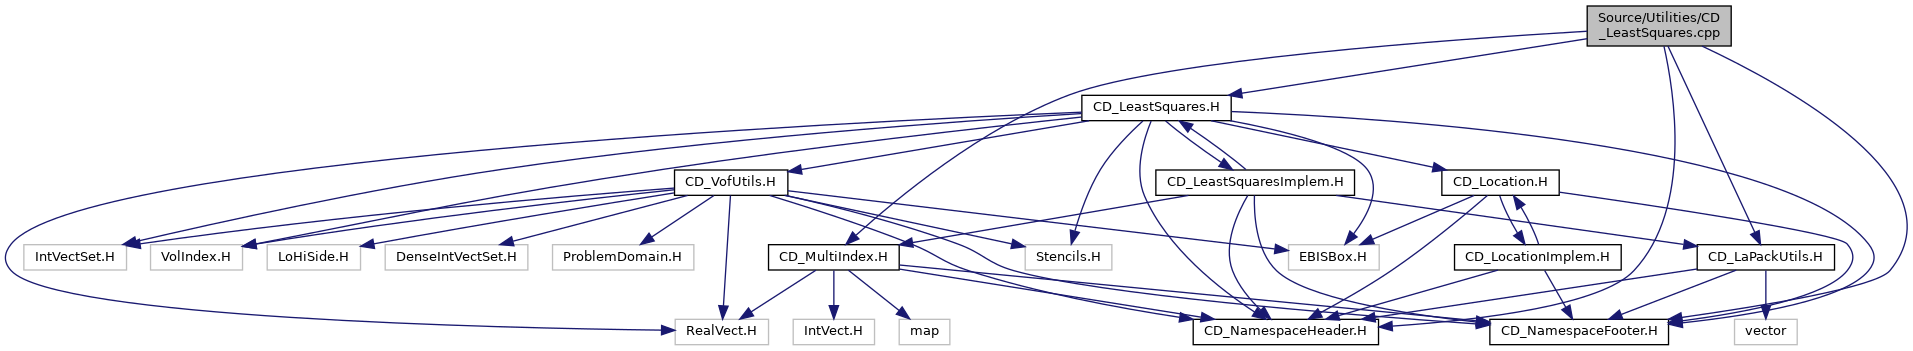 Source/Utilities/CD
_LeastSquares.cpp
CD_LeastSquares.H
CD_VofUtils.H
CD_LeastSquaresImplem.H
CD_Location.H
IntVectSet.H
VolIndex.H
LoHiSide.H
DenseIntVectSet.H
ProblemDomain.H
CD_MultiIndex.H
Stencils.H
EBISBox.H
CD_LocationImplem.H
CD_LaPackUtils.H
RealVect.H
IntVect.H
map
CD_NamespaceHeader.H
CD_NamespaceFooter.H
vector